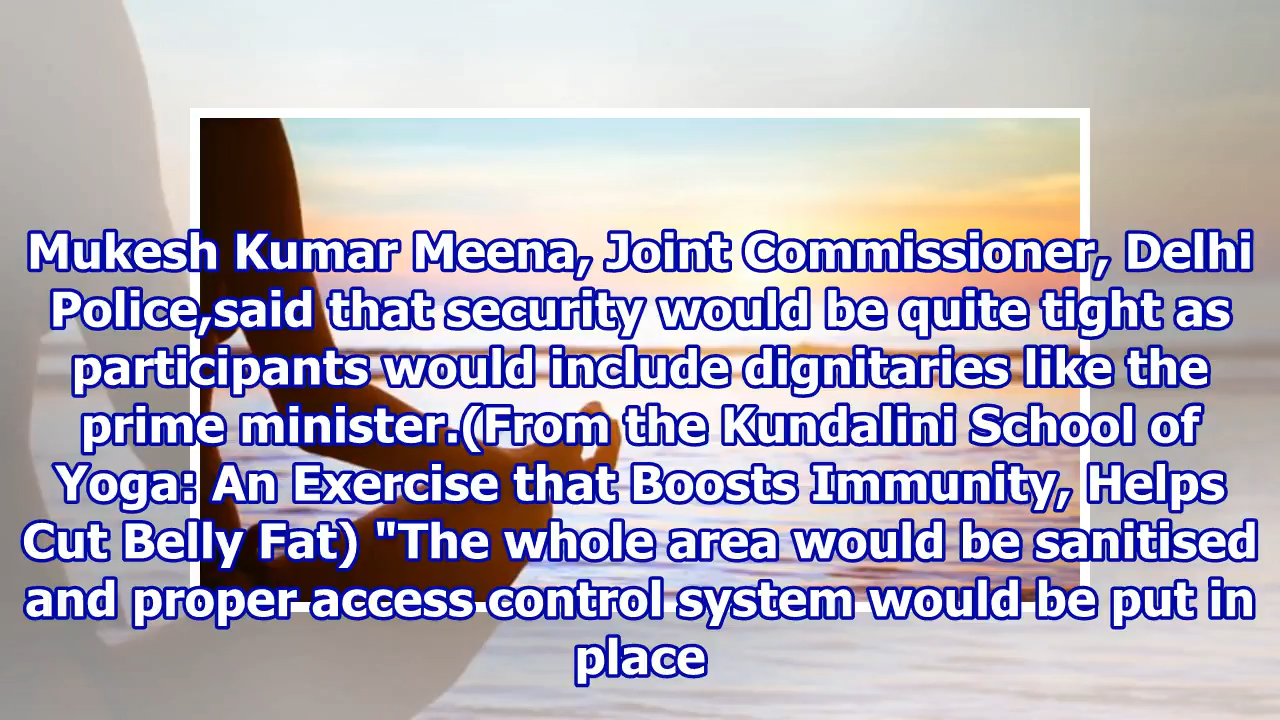 Mukesh Kumar Meena, Joint Commissioner, Delhi
Police,said that security would be quite tight as
participants would include dignitaries like the
prime minister.(From the Kundalini School of
Yoga: An Exercise that Boosts Immunity, Helps
Cut Belly Fat) "The whole area would be sanitised
and proper access control system would be put in
place